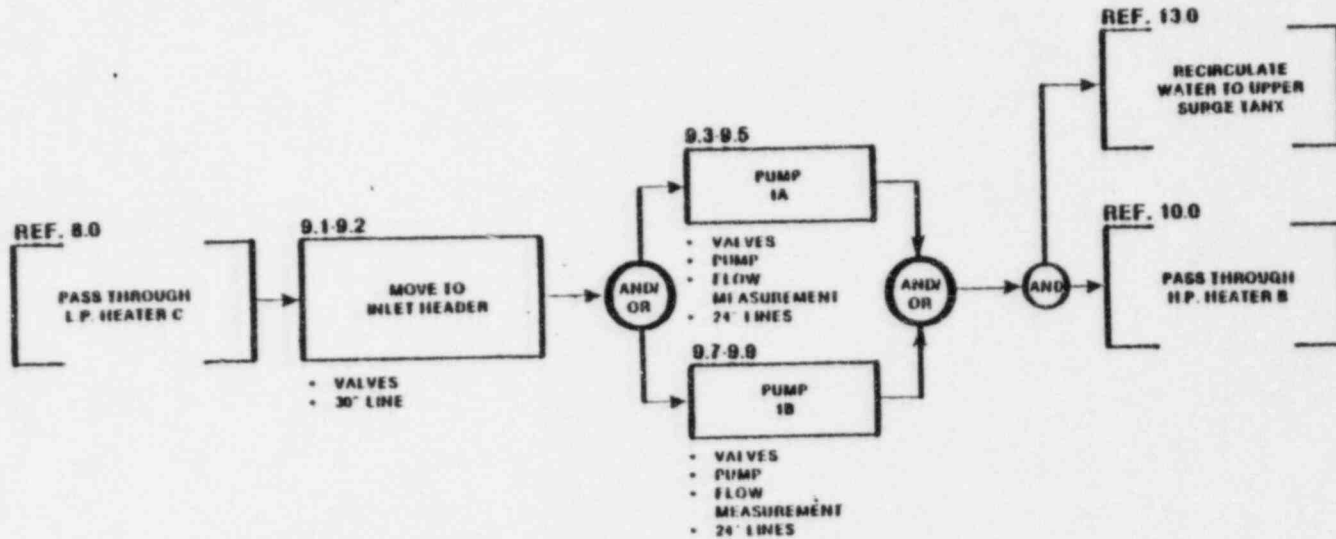 REF. 8.0
PASS THROUGH
L.P. HEATER C
9.1-9.2
MOVE TO
INLET HEADER
• VALVES
• 30" LINE
AND/
OR
9.3-9.5
PUMP
1A
• VALVES
• PUMP
• FLOW
MEASUREMENT
• 24" LINES
9.7-9.9
PUMP
1B
• VALVES
• PUMP
• FLOW
MEASUREMENT
• 24" LINES
AND/
OR
AND
REF. 13.0
RECIRCULATE
WATER TO UPPER
SURGE TANK
REF. 10.0
PASS THROUGH
H.P. HEATER B